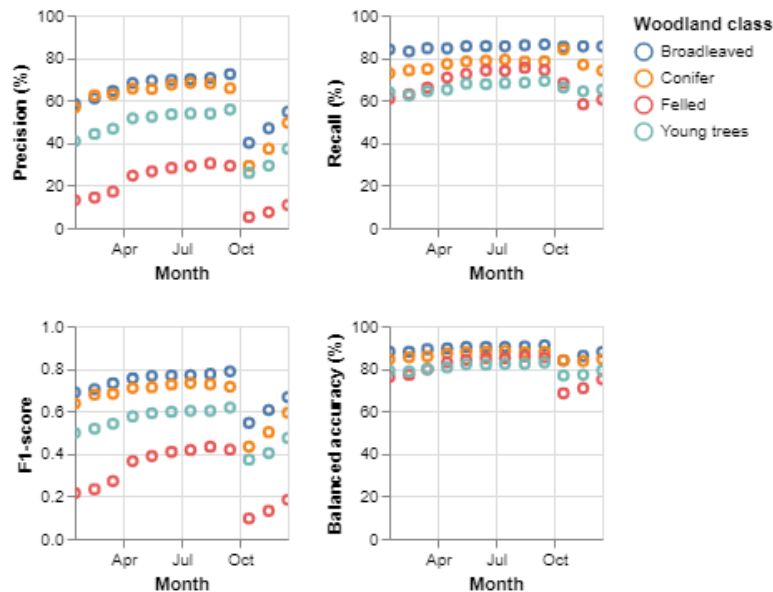 Woodland class
Broadleaved
Conifer
Felled
Young trees
100
80
60
40
20
0
Precision (%)
Apr
Jul
Oct
Month
100
80
60
40
20
0
Recall (%)
Apr
Jul
Oct
Month
1.0
0.8
0.6
0.4
0.2
0.0
F1-score
Apr
Jul
Oct
Month
100
80
60
40
20
0
Balanced accuracy (%)
Apr
Jul
Oct
Month